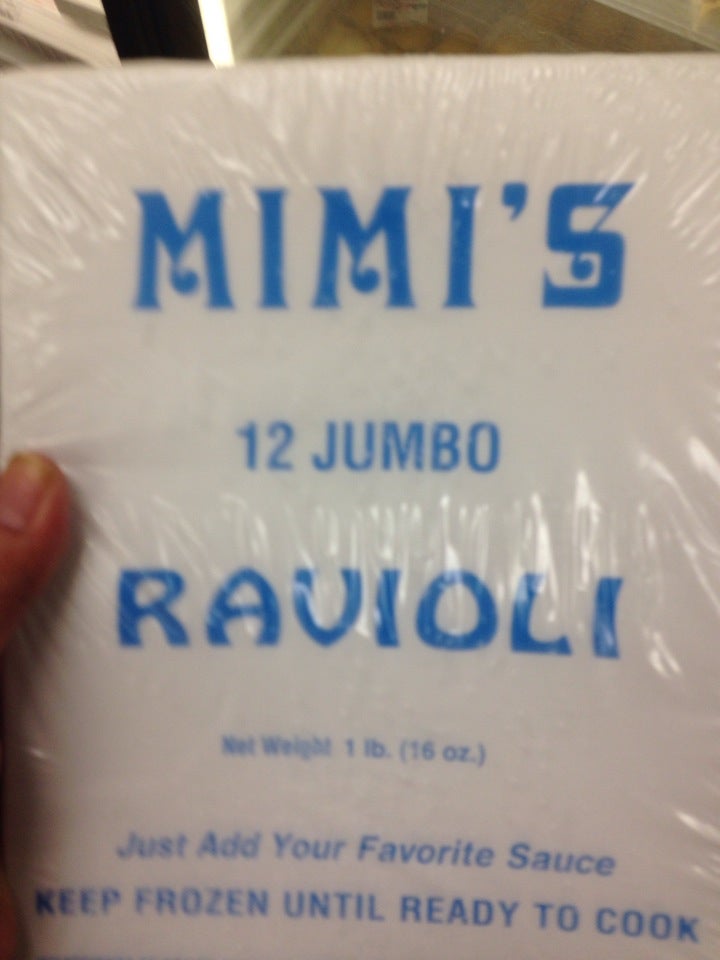 MIMI'S
12 JUMBO
RAVIOLI
Net Weight 1 lb. (16 oz.)
Just Add Your Favorite Sauce
KEEP FROZEN UNTIL READY TO COOK